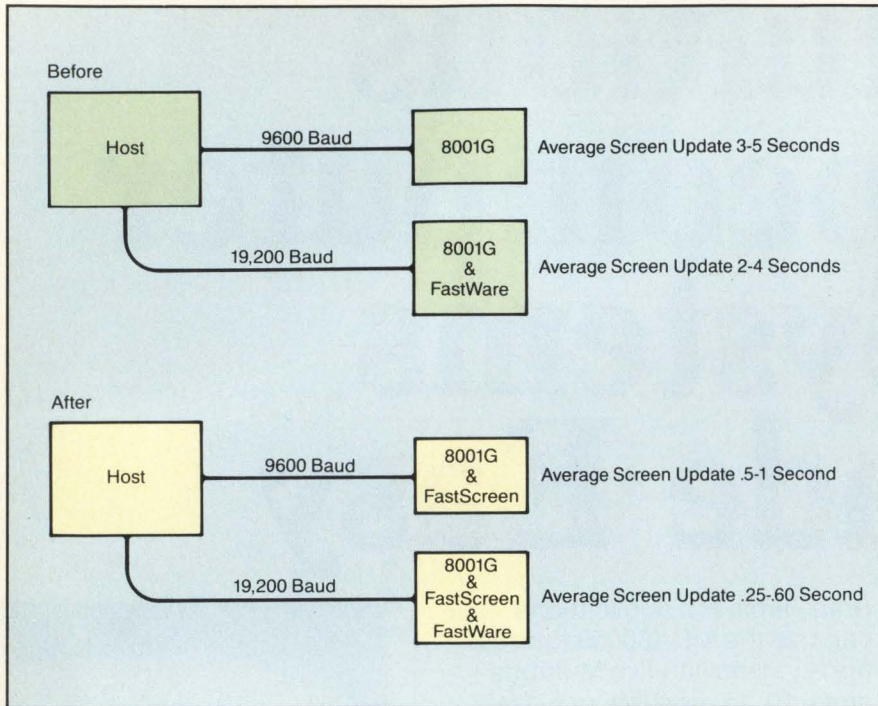 Before
Host
9600 Baud
8001G
Average Screen Update 3-5 Seconds
19,200 Baud
8001G
&
FastWare
Average Screen Update 2-4 Seconds
After
Host
9600 Baud
8001G
&
FastScreen
Average Screen Update .5-1 Second
19,200 Baud
8001G
&
FastScreen
&
FastWare
Average Screen Update .25-.60 Second